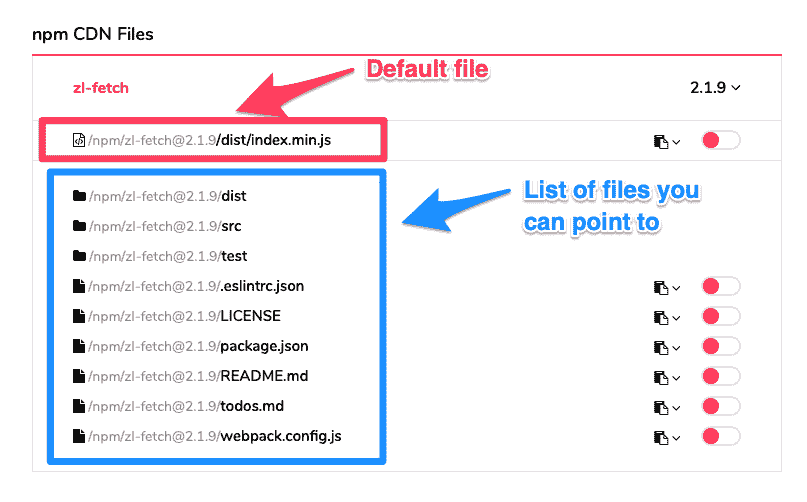 npm CDN Files
Default file
zl-fetch
2.1.9
/npm/zl-fetch@2.1.9/dist/index.min.js
List of files you
can point to
/npm/zl-fetch@2.1.9/dist
/npm/zl-fetch@2.1.9/src
/npm/zl-fetch@2.1.9/test
/npm/zl-fetch@2.1.9/.eslintrc.json
/npm/zl-fetch@2.1.9/LICENSE
/npm/zl-fetch@2.1.9/package.json
/npm/zl-fetch@2.1.9/README.md
/npm/zl-fetch@2.1.9/todos.md
/npm/zl-fetch@2.1.9/webpack.config.js